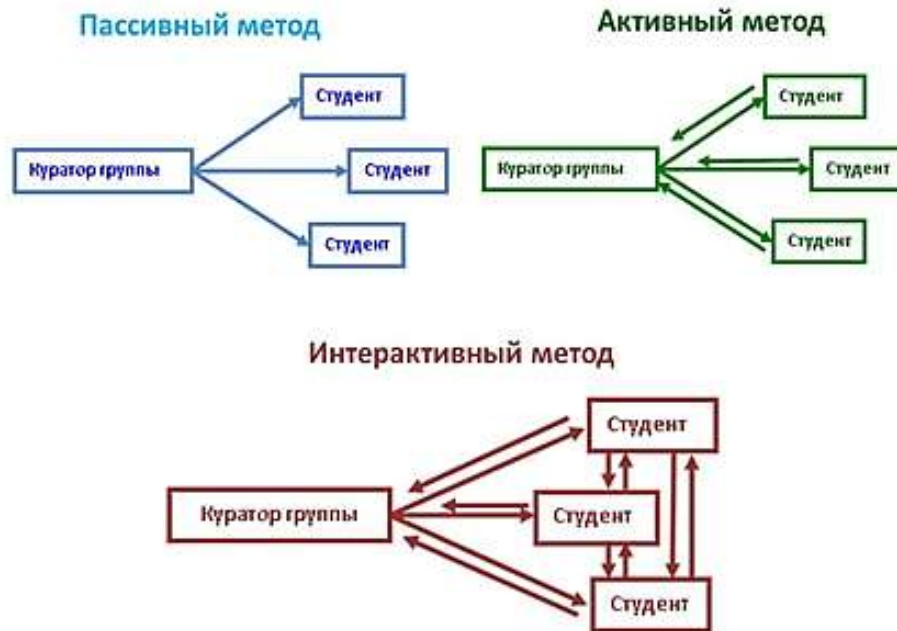 Пассивный метод
Студент
Куратор группы
Студент
Студент
Активный метод
Студент
Куратор группы
Студент
Студент
Интерактивный метод
Студент
Куратор группы
Студент
Студент